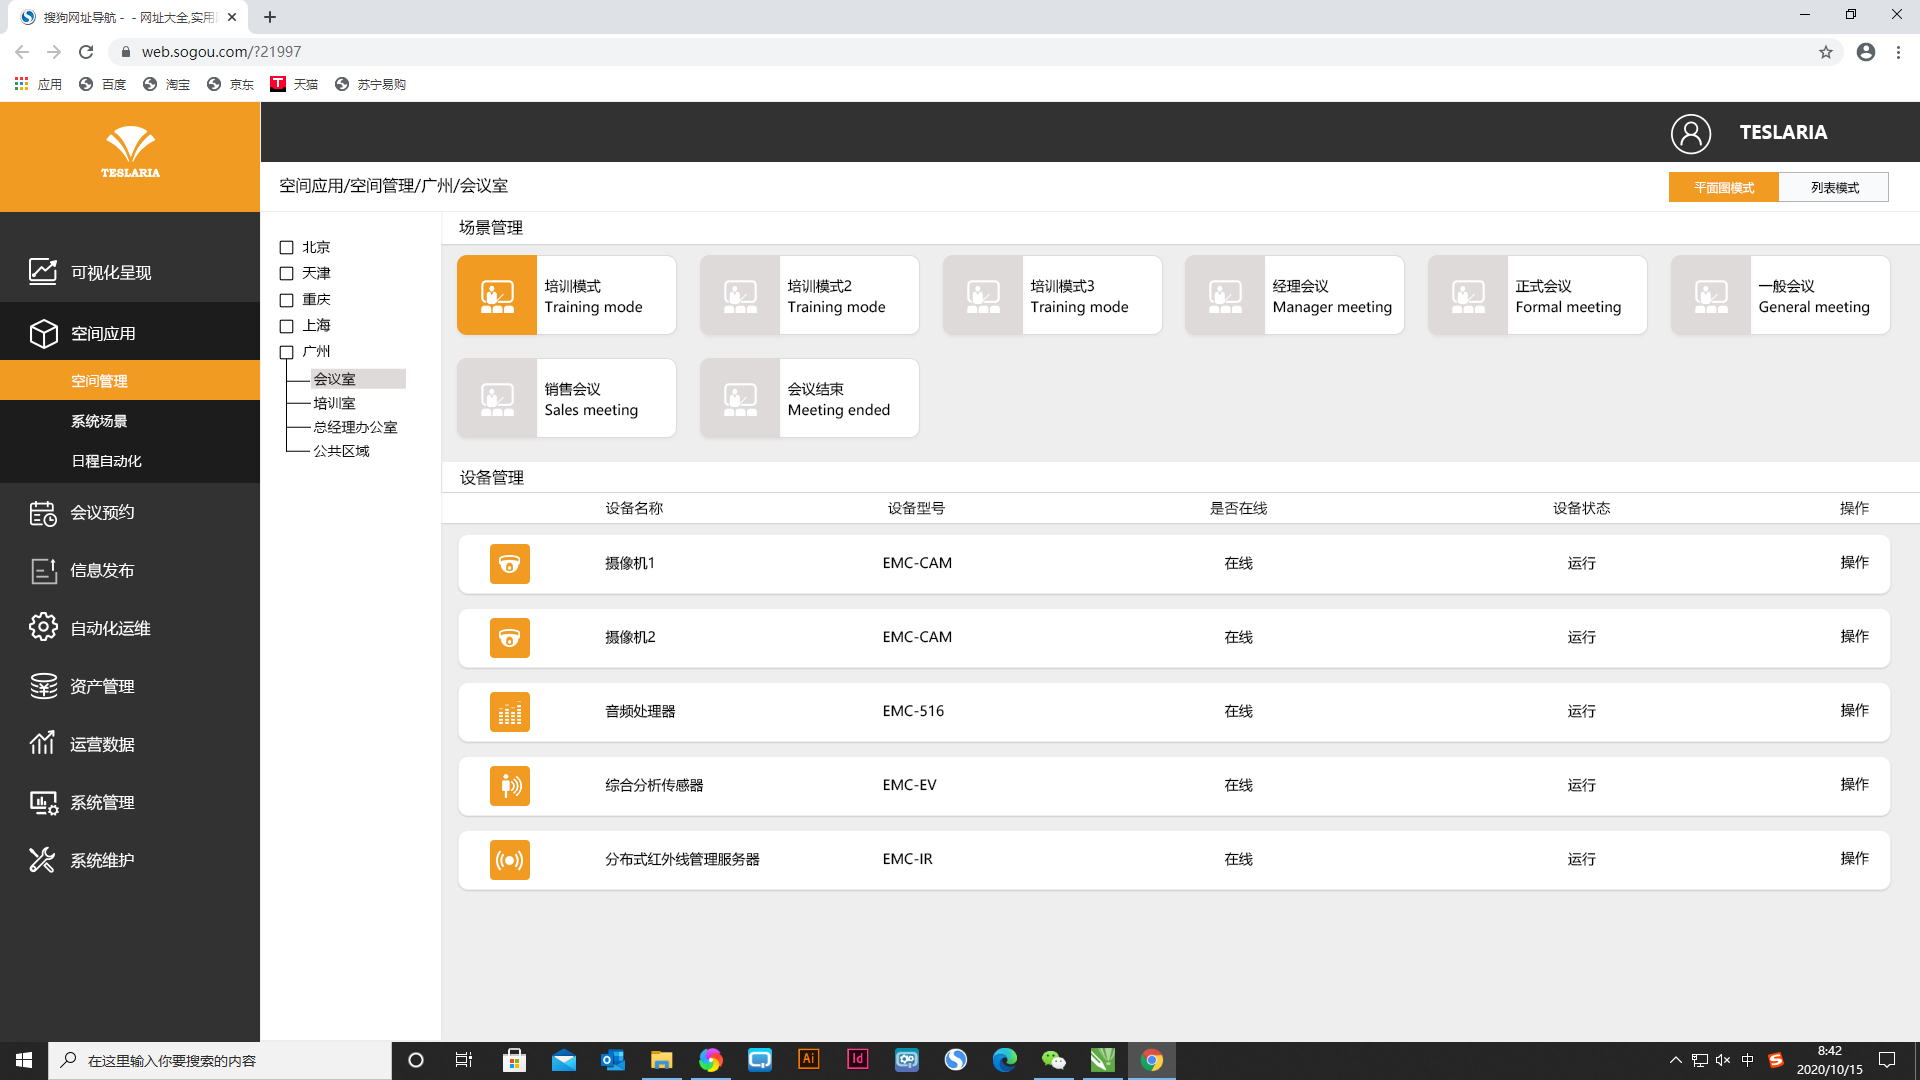 搜狗网址导航 - - 网址大全,实用
web.sogou.com/?21997
应用 百度 淘宝 京东 T 天猫 苏宁易购
TESLARIA
TESLARIA
空间应用/空间管理/广州/会议室
平面图模式 列表模式
可视化呈现
空间应用
空间管理
系统场景
日程自动化
会议预约
信息发布
自动化运维
资产管理
运营数据
系统管理
系统维护
北京
天津
重庆
上海
广州
会议室
培训室
总经理办公室
公共区域
场景管理
培训模式
Training mode
培训模式2
Training mode
培训模式3
Training mode
经理会议
Manager meeting
正式会议
Formal meeting
一般会议
General meeting
销售会议
Sales meeting
会议结束
Meeting ended
设备管理
设备名称 设备型号 是否在线 设备状态 操作
摄像机1 EMC-CAM 在线 运行 操作
摄像机2 EMC-CAM 在线 运行 操作
音频处理器 EMC-516 在线 运行 操作
综合分析传感器 EMC-EV 在线 运行 操作
分布式红外线管理服务器 EMC-IR 在线 运行 操作
在这里输入你要搜索的内容
Ai
Id
中
8:42
2020/10/15